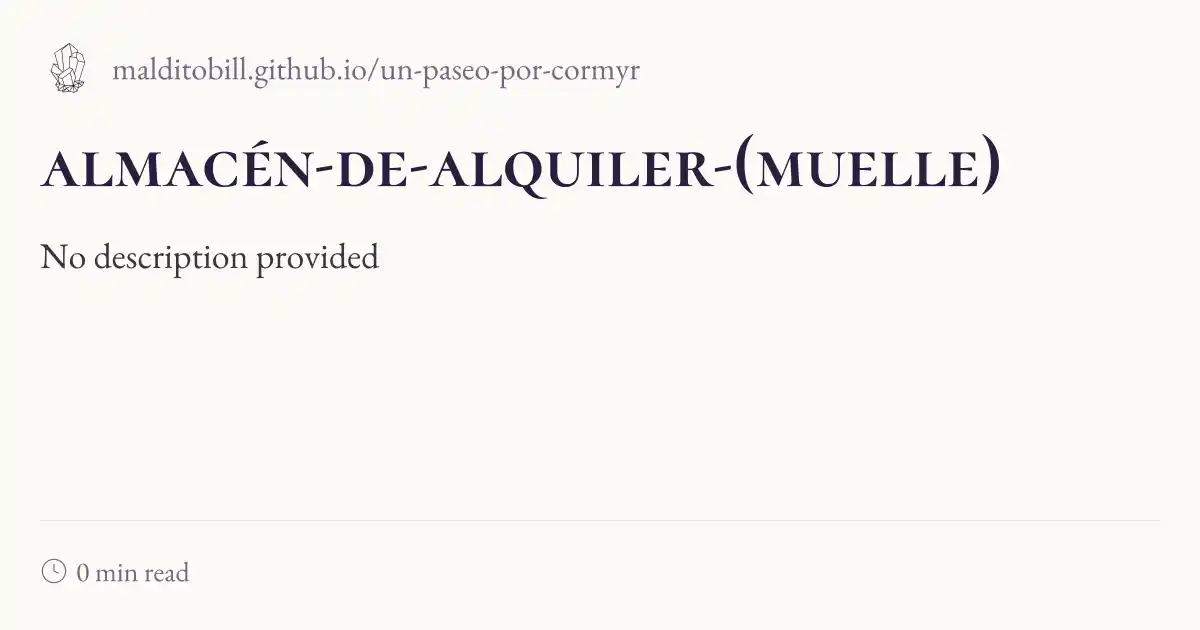 malditobill.github.io/un-paseo-por-cormyr
ALMACÉN-DE-ALQUILER-(MUELLE)
No description provided
0 min read